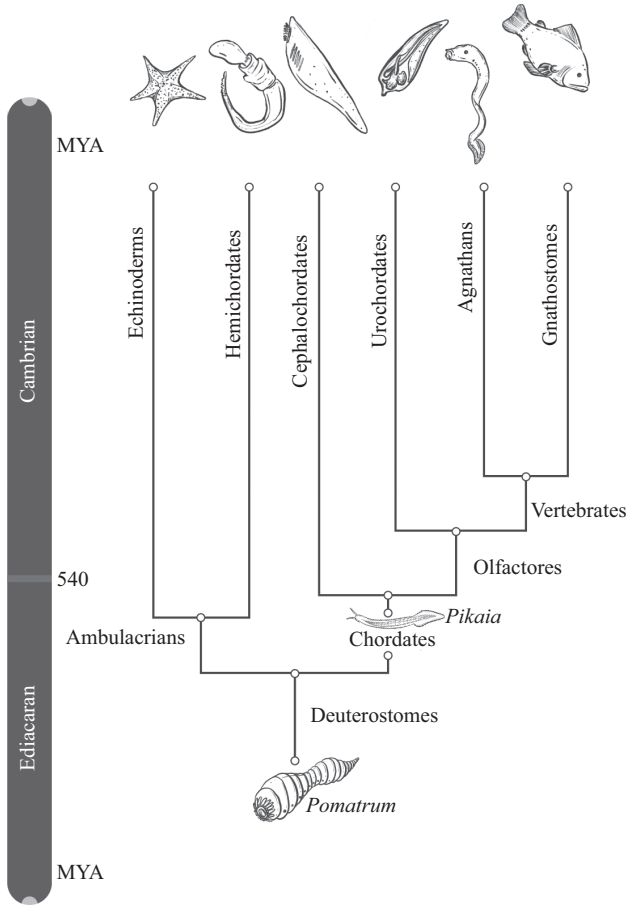 MYA
Cambrian
Echinoderms
Hemichordates
Cephalochordates
Urochordates
Agnathans
Gnathostomes
Vertebrates
540
Olfactores
Pikaia
Ambulacrians
Chordates
Deuterostomes
Ediacaran
Pomatrum
MYA